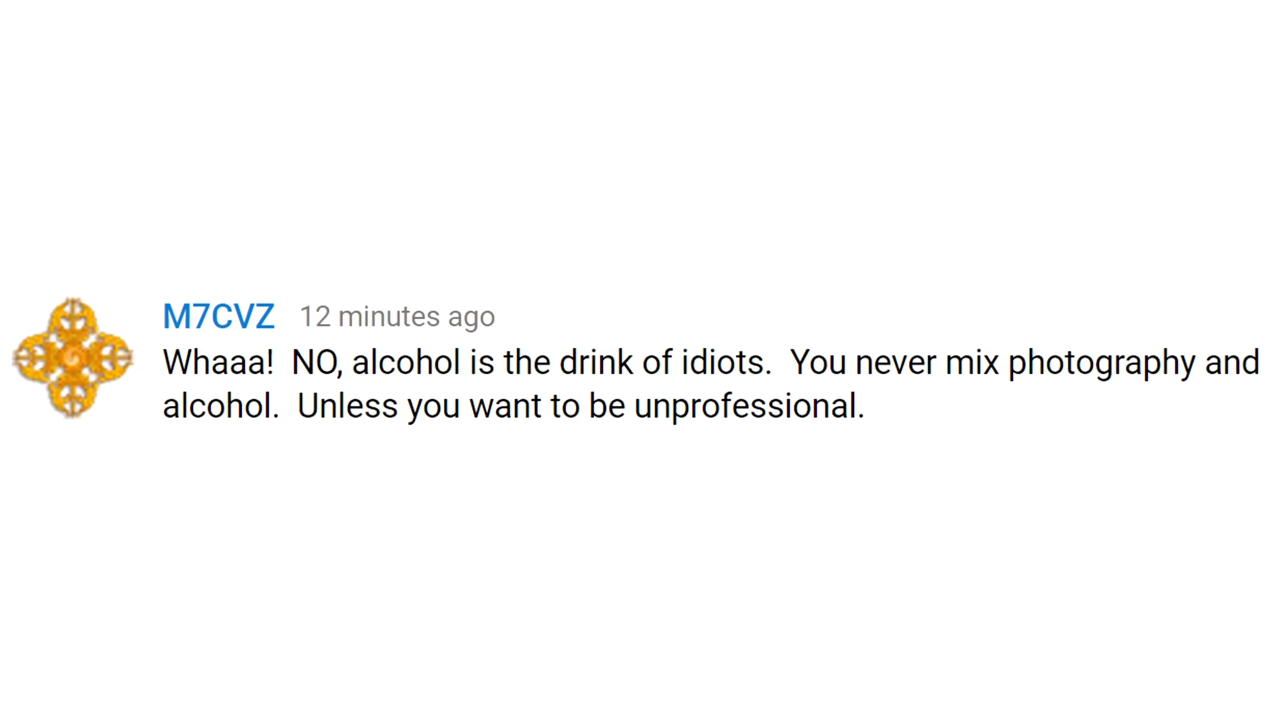 M7CVZ 12 minutes ago
Whaaa!  NO, alcohol is the drink of idiots.  You never mix photography and
alcohol.  Unless you want to be unprofessional.